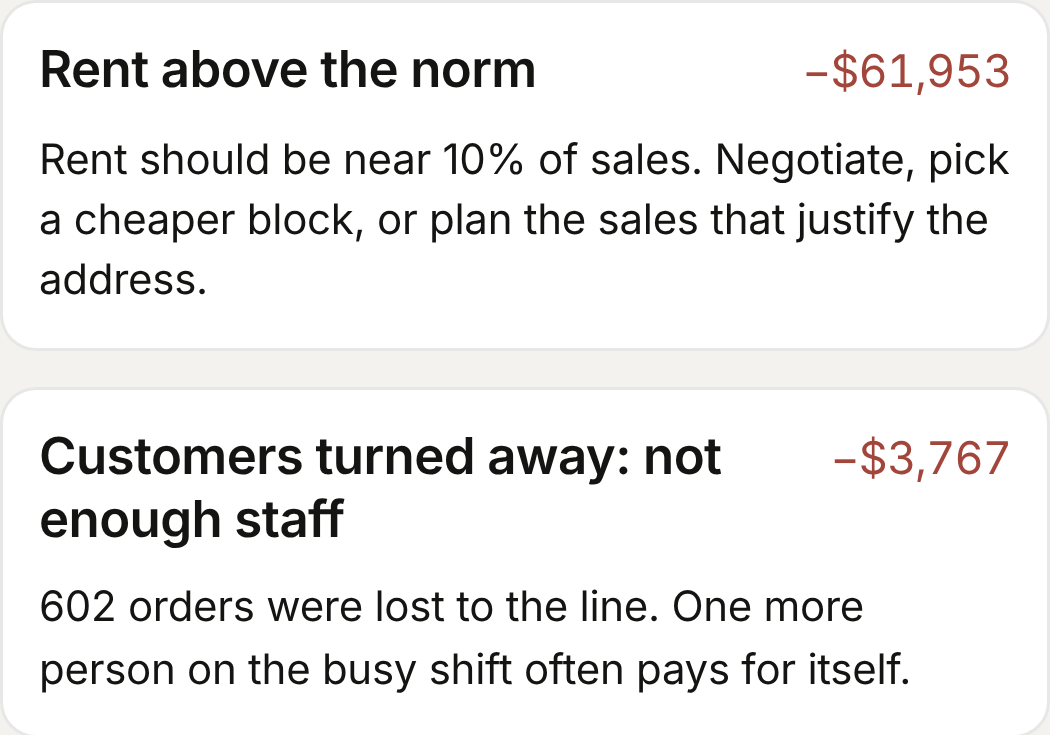 Rent above the norm −$61,953
Rent should be near 10% of sales. Negotiate, pick
a cheaper block, or plan the sales that justify the
address.
Customers turned away: not −$3,767
enough staff
602 orders were lost to the line. One more
person on the busy shift often pays for itself.